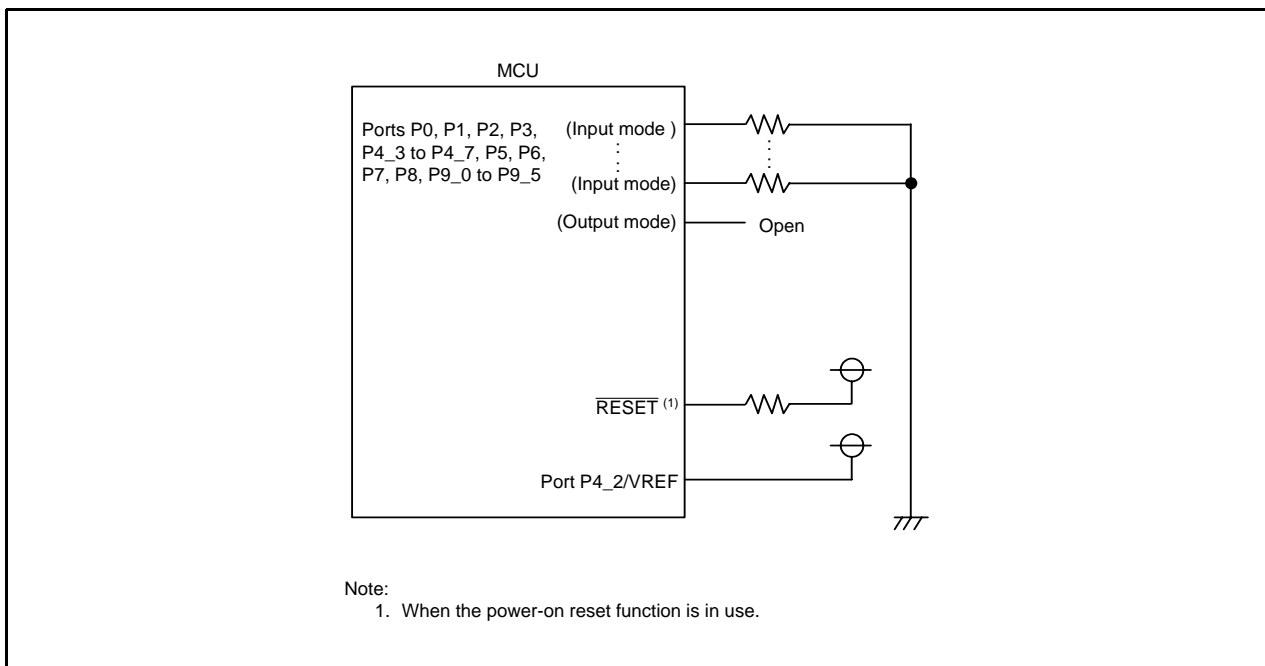 MCU
Ports P0, P1, P2, P3,
P4_3 to P4_7, P5, P6,
P7, P8, P9_0 to P9_5
(Input mode )
(Input mode)
(Output mode)
Open
RESET (1)
Port P4_2/VREF
Note:
1. When the power-on reset function is in use.